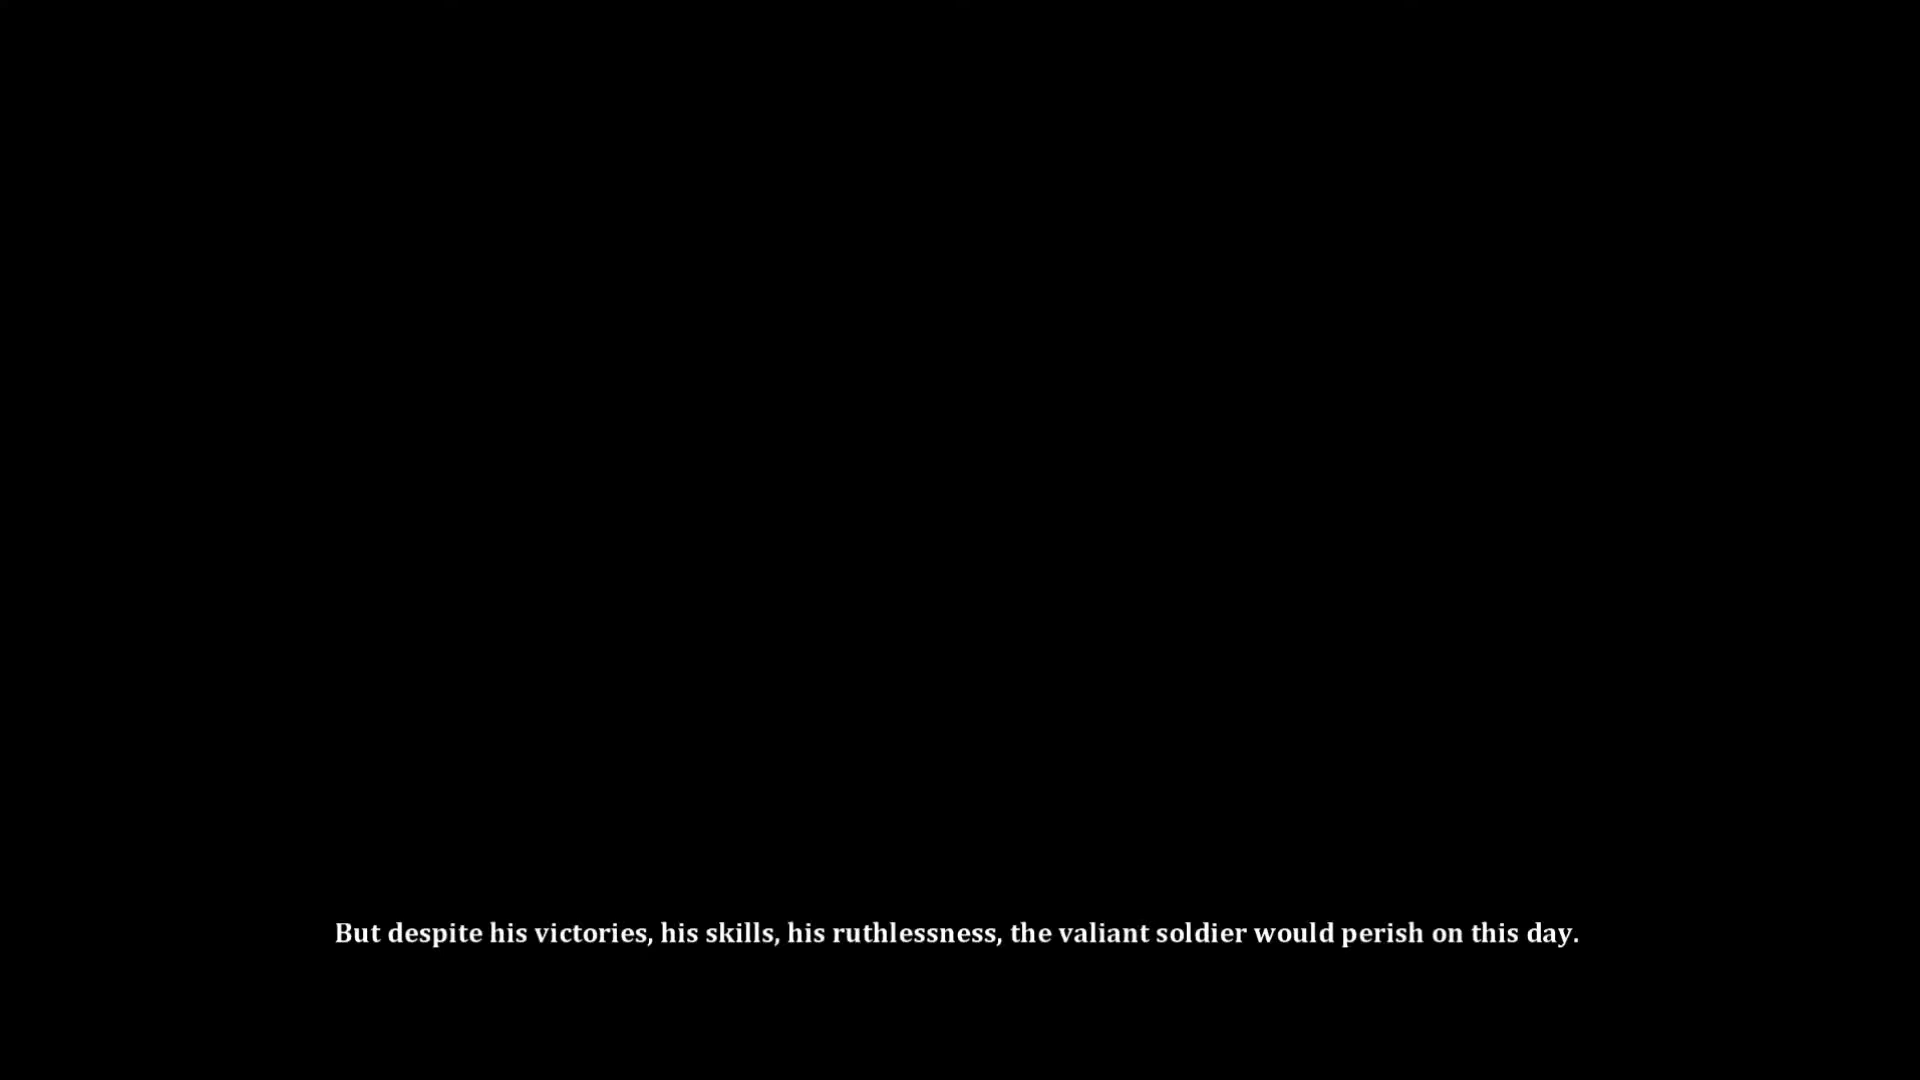 But despite his victories, his skills, his ruthlessness, the valiant soldier would perish on this day.